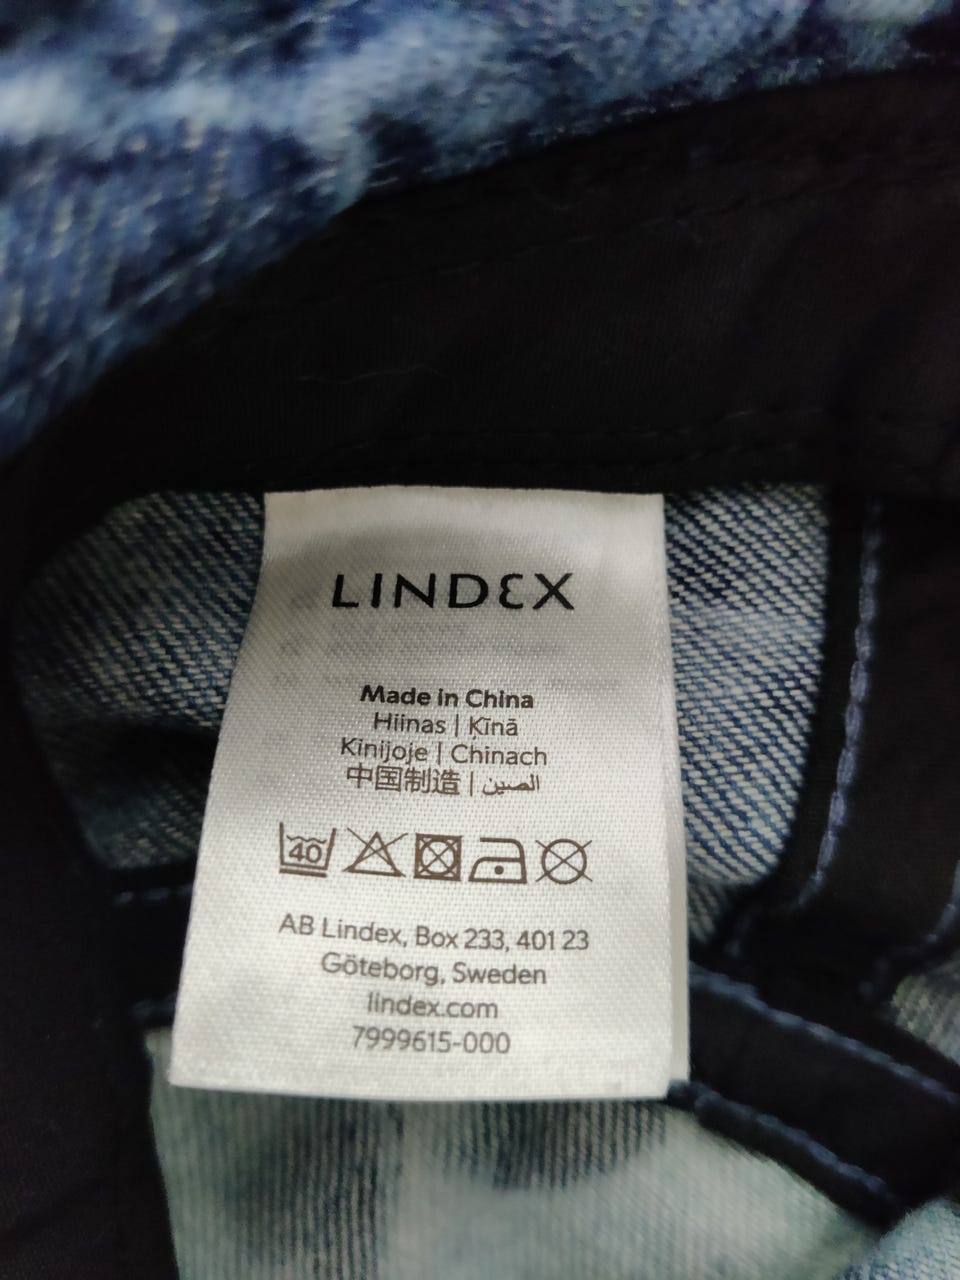 LINDEX
Made in China
Hiinas | Ķīnā
Kinijoje | Chinach
中国制造 | الصين
40
AB Lindex, Box 233, 401 23
Göteborg, Sweden
lindex.com
7999615-000